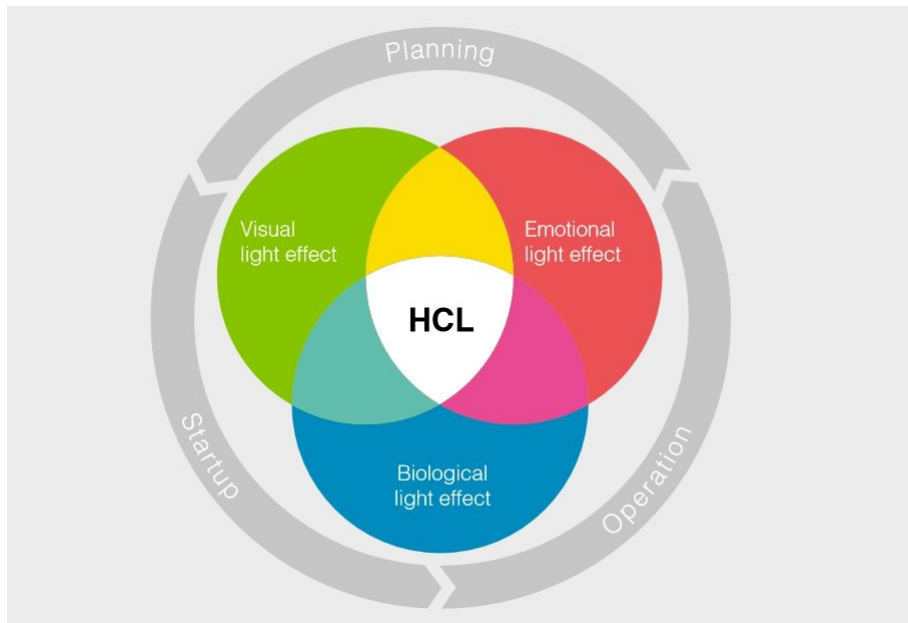 Planning
Visual
light effect
Emotional
light effect
HCL
Biological
light effect
Startup
Operation